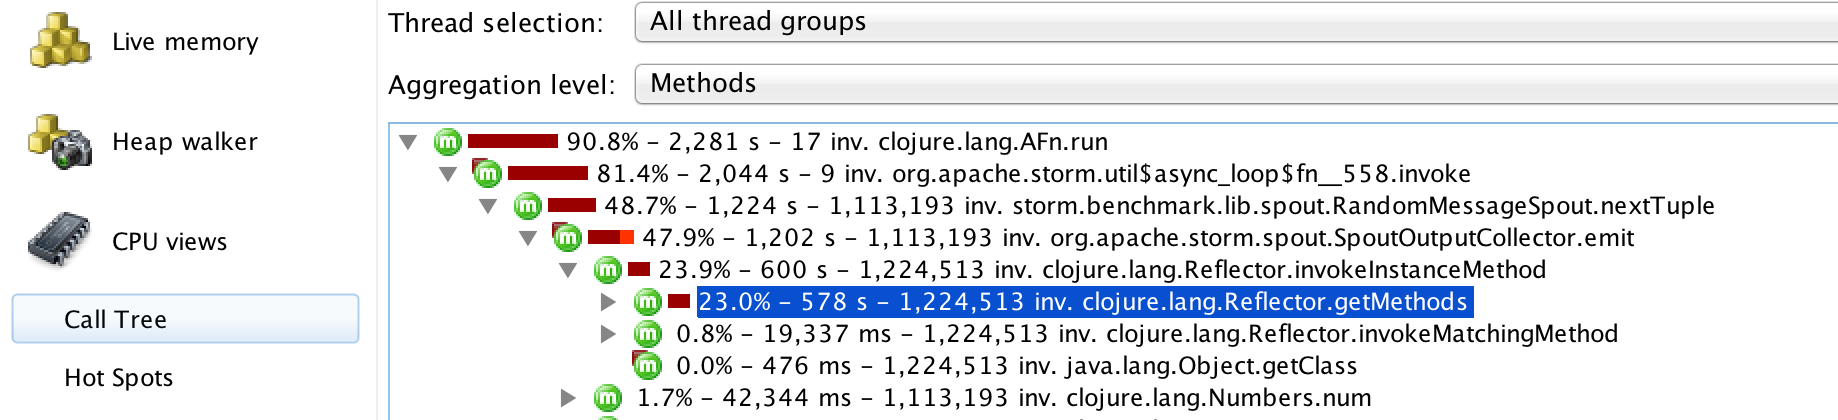 Live memory
Heap walker
CPU views
Call Tree
Hot Spots
Thread selection: All thread groups
Aggregation level: Methods
m 90.8% – 2,281 s – 17 inv. clojure.lang.AFn.run
m 81.4% – 2,044 s – 9 inv. org.apache.storm.util$async_loop$fn__558.invoke
m 48.7% – 1,224 s – 1,113,193 inv. storm.benchmark.lib.spout.RandomMessageSpout.nextTuple
m 47.9% – 1,202 s – 1,113,193 inv. org.apache.storm.spout.SpoutOutputCollector.emit
m 23.9% – 600 s – 1,224,513 inv. clojure.lang.Reflector.invokeInstanceMethod
m 23.0% – 578 s – 1,224,513 inv. clojure.lang.Reflector.getMethods
m 0.8% – 19,337 ms – 1,224,513 inv. clojure.lang.Reflector.invokeMatchingMethod
m 0.0% – 476 ms – 1,224,513 inv. java.lang.Object.getClass
m 1.7% – 42,344 ms – 1,113,193 inv. clojure.lang.Numbers.num